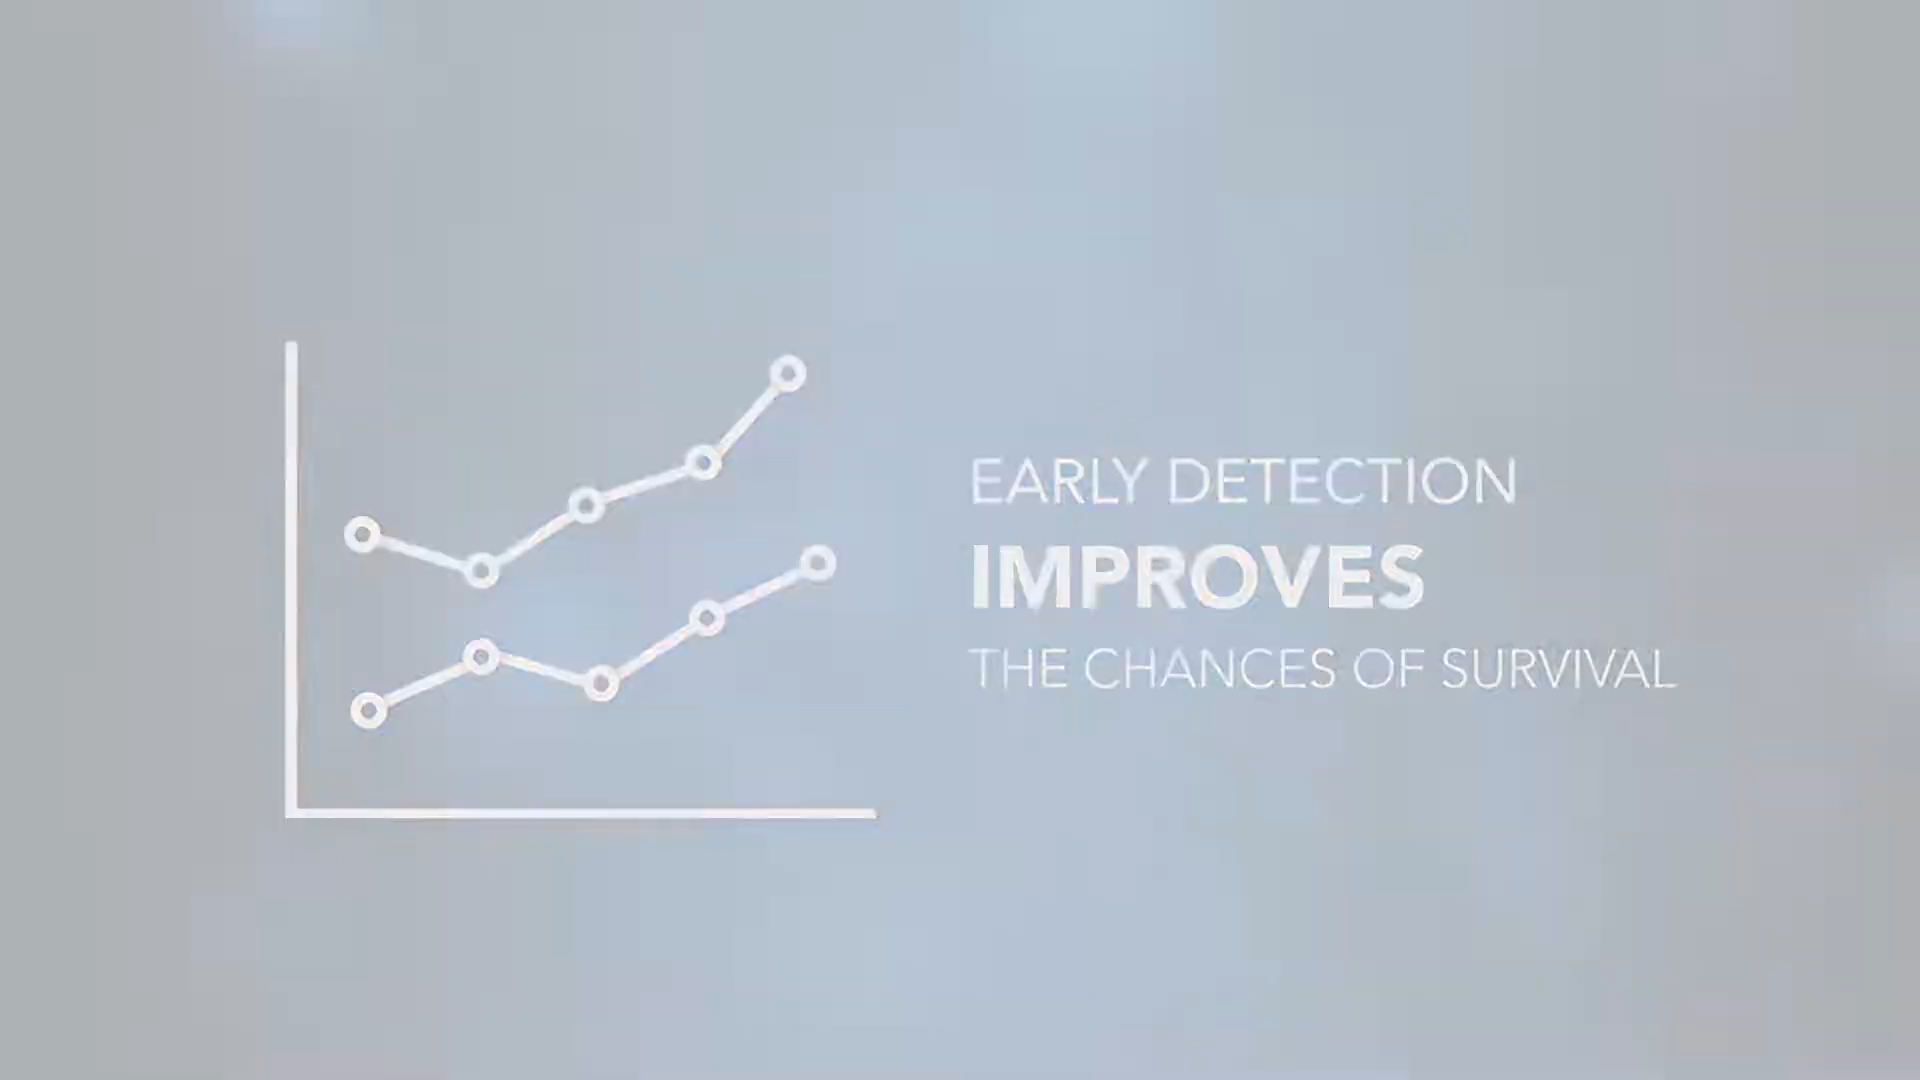 EARLY DETECTION
IMPROVES
THE CHANCES OF SURVIVAL